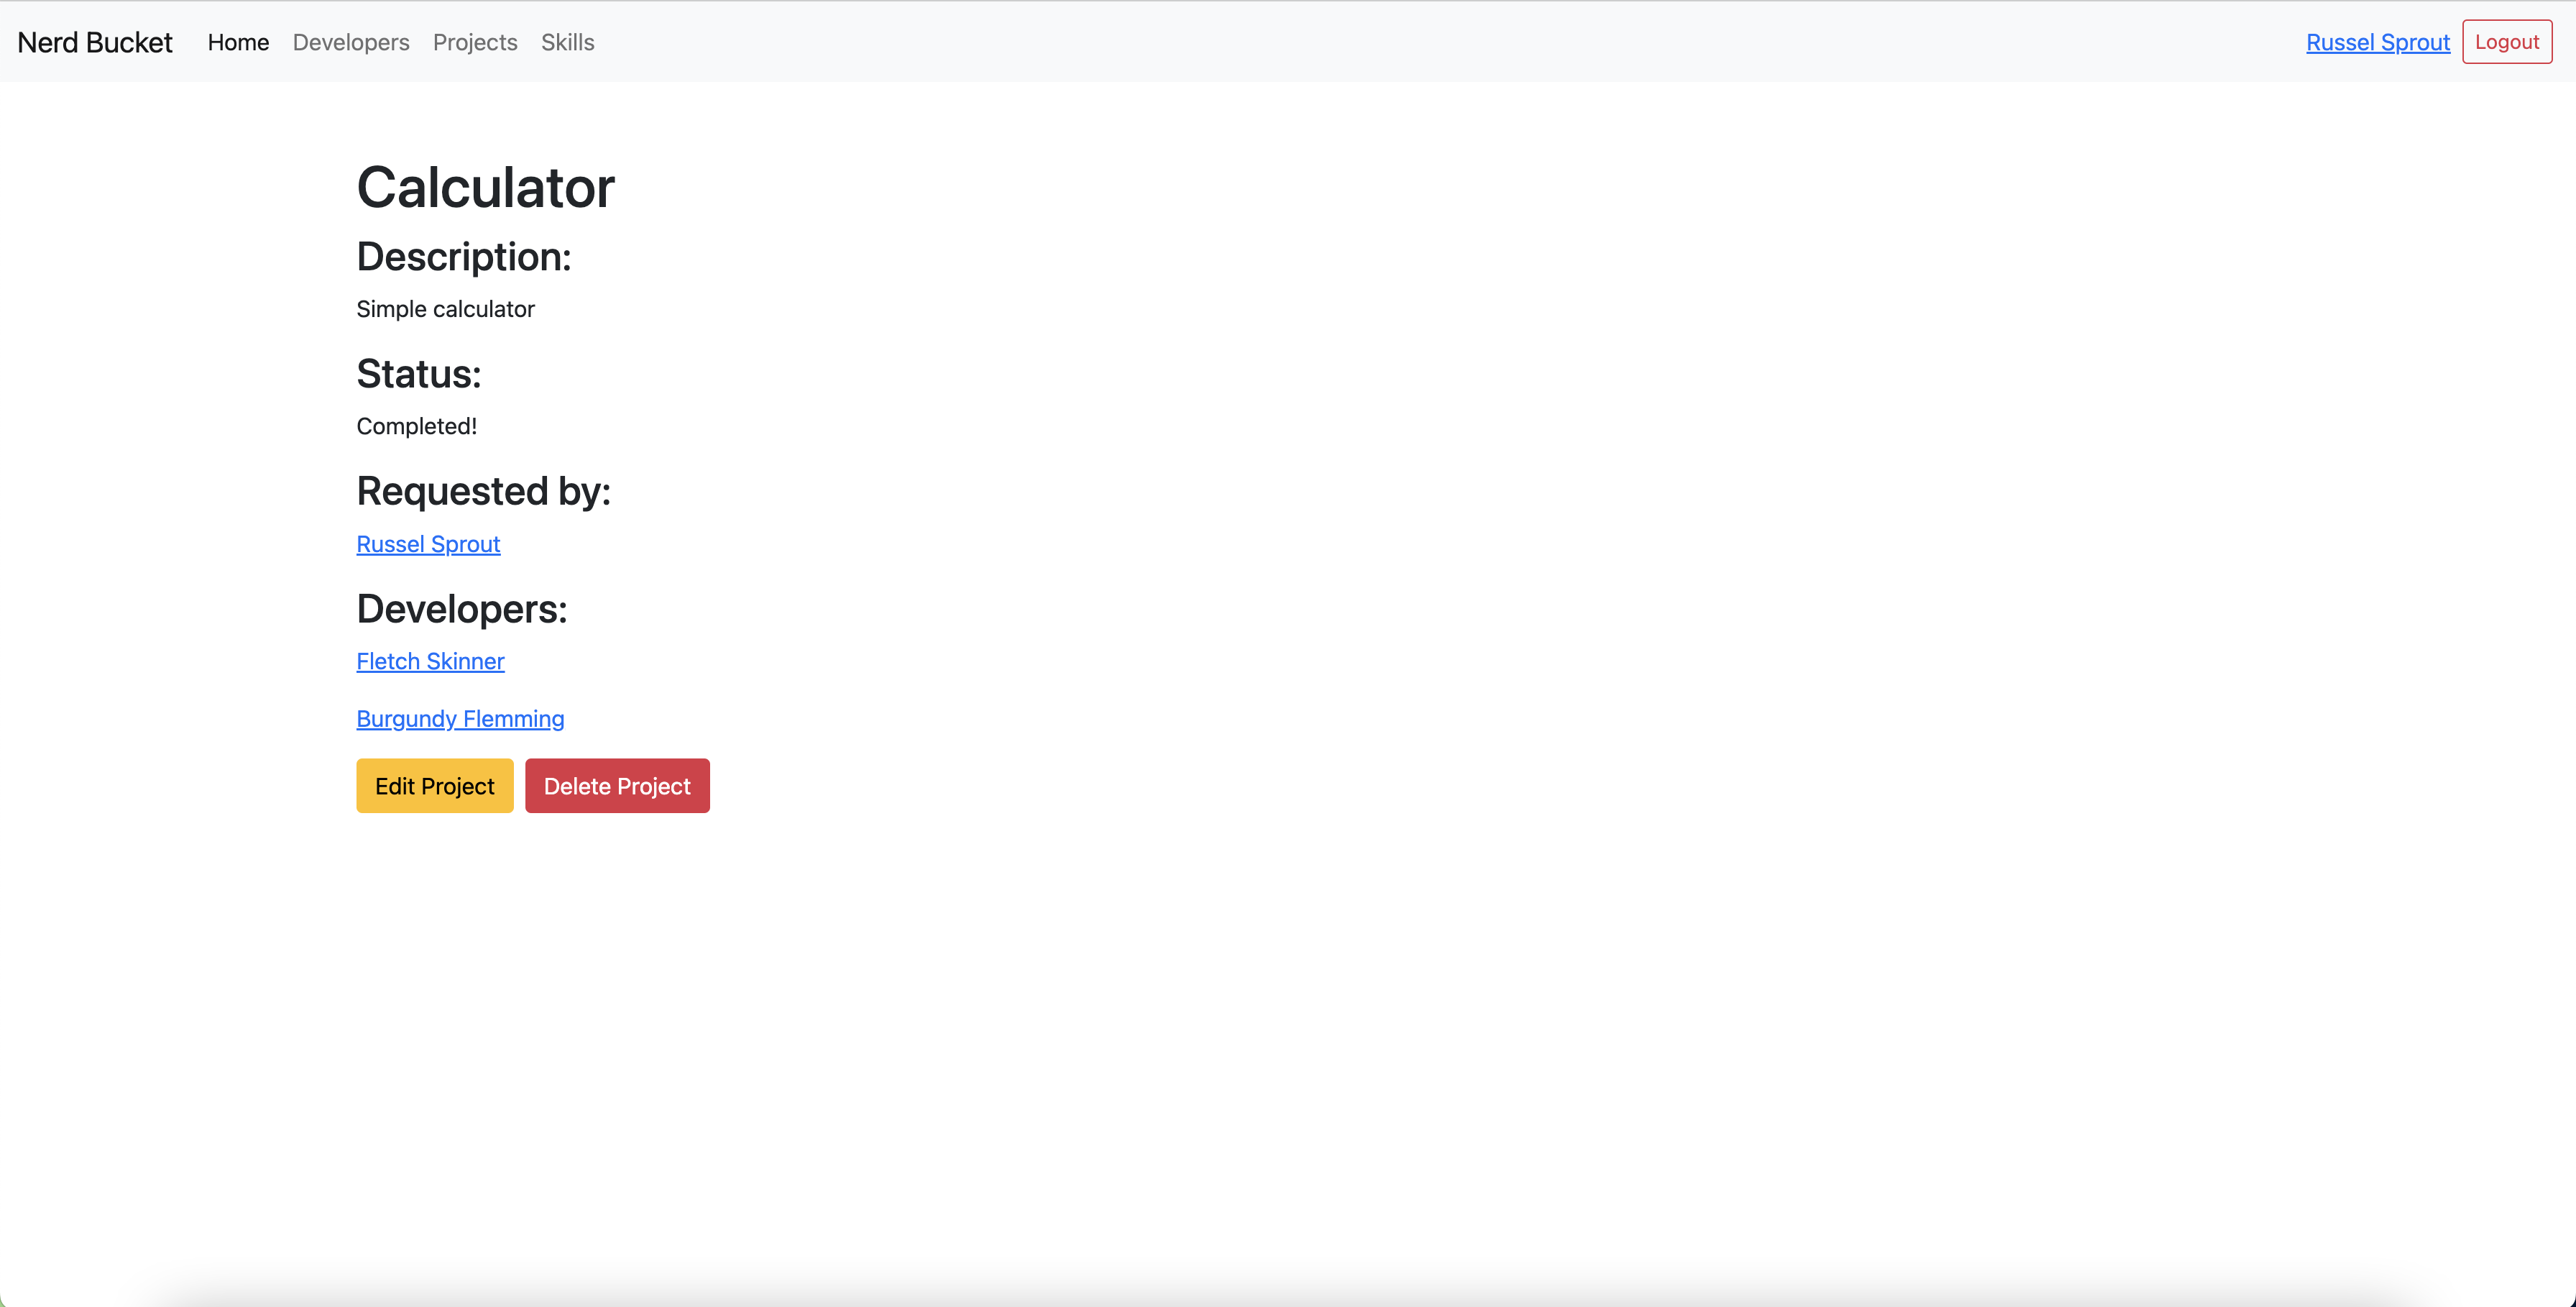 Nerd Bucket Home Developers Projects Skills Russel Sprout Logout
Calculator
Description:
Simple calculator
Status:
Completed!
Requested by:
Russel Sprout
Developers:
Fletch Skinner
Burgundy Flemming
Edit Project Delete Project